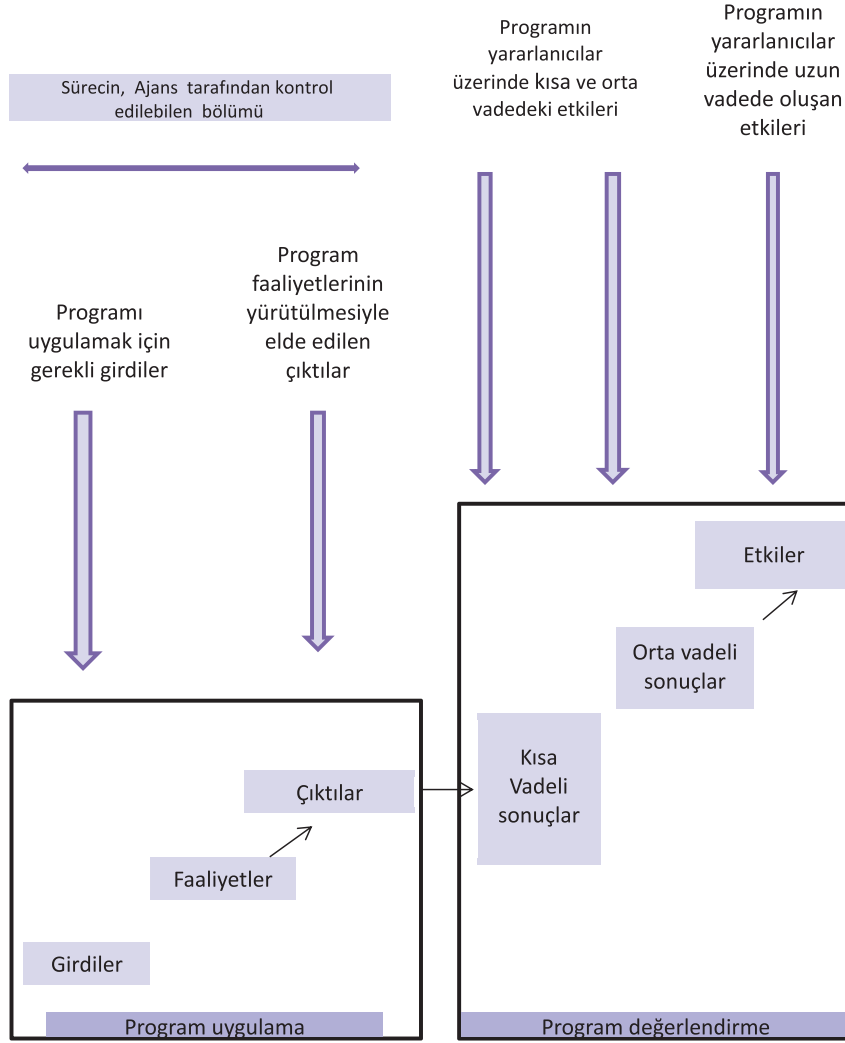 Sürecin, Ajans tarafından kontrol
edilebilen bölümü
Programın
yararlanıcılar
üzerinde kısa ve orta
vadedeki etkileri
Programın
yararlanıcılar
üzerinde uzun
vadede oluşan
etkileri
Programı
uygulamak için
gerekli girdiler
Program
faaliyetlerinin
yürütülmesiyle
elde edilen
çıktılar
Etkiler
Orta vadeli
sonuçlar
Kısa
Vadeli
sonuçlar
Çıktılar
Faaliyetler
Girdiler
Program uygulama
Program değerlendirme